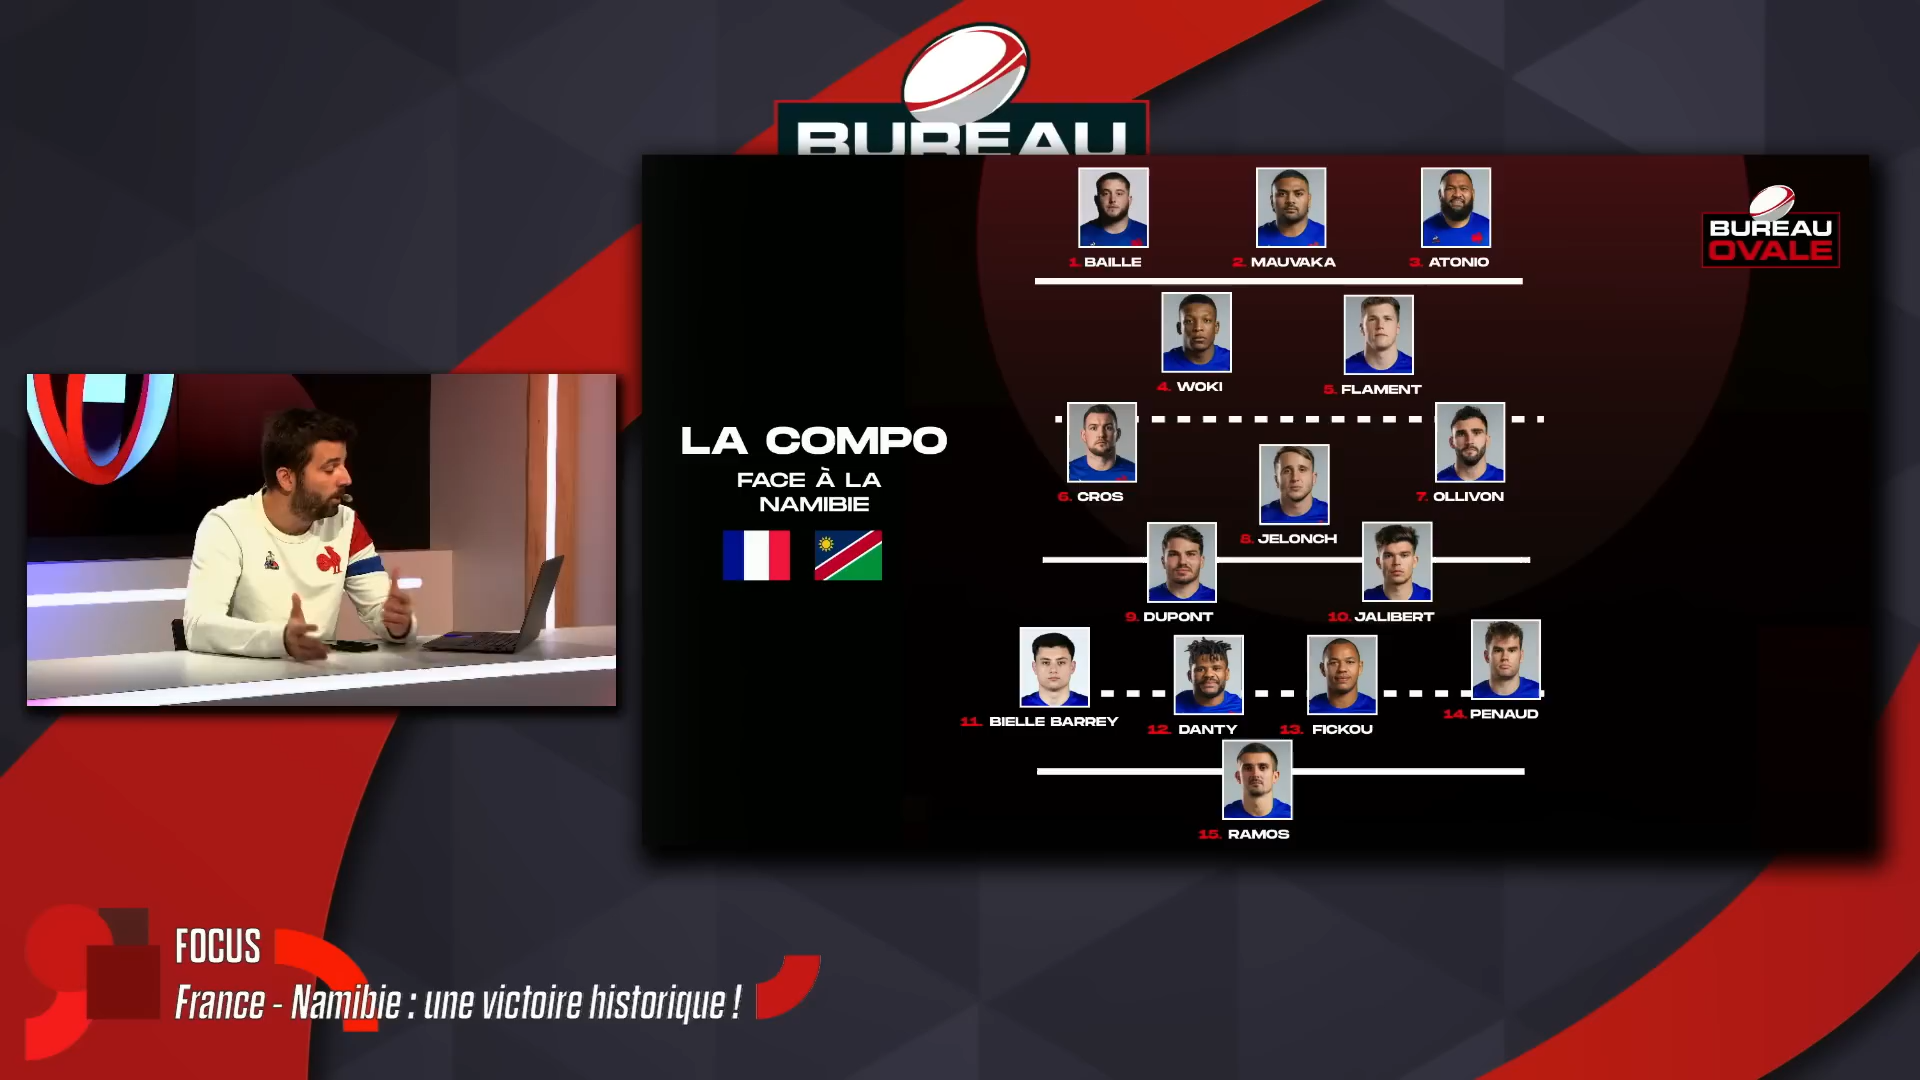 BUREAU
BUREAU
OVALE
1. BAILLE
2. MAUVAKA
3. ATONIO
4. WOKI
5. FLAMENT
LA COMPO
FACE À LA
NAMIBIE
6. CROS
7. OLLIVON
8. JELONCH
9. DUPONT
10. JALIBERT
11. BIELLE BARREY
12. DANTY
13. FICKOU
14. PENAUD
15. RAMOS
FOCUS
France - Namibie : une victoire historique !